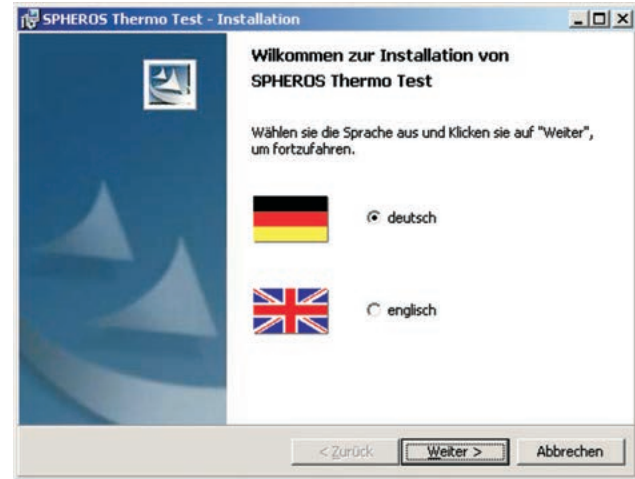 SPHEROS Thermo Test - Installation
Wilkommen zur Installation von
SPHEROS Thermo Test
Wählen sie die Sprache aus und Klicken sie auf "Weiter",
um fortzufahren.
deutsch
englisch
< Zurück
Weiter >
Abbrechen